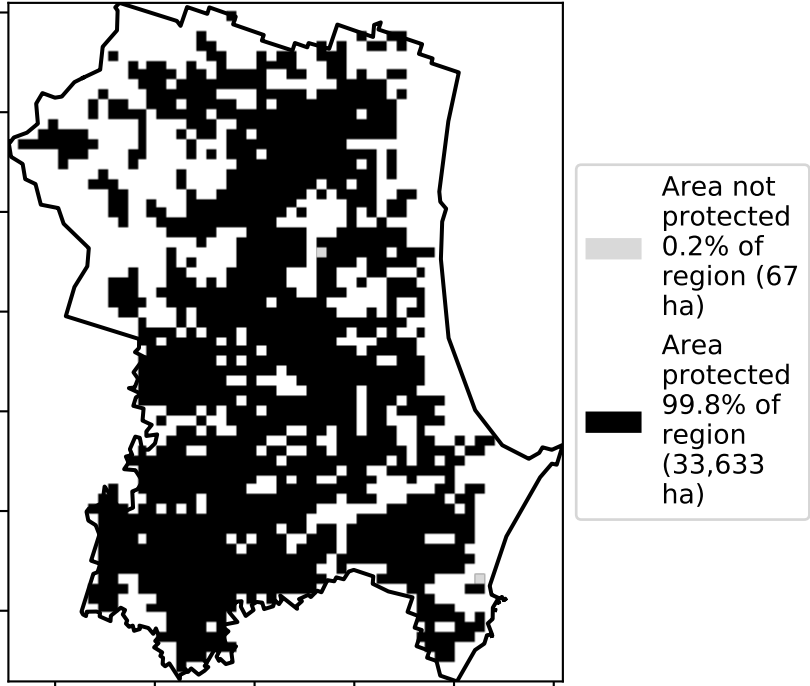 Area not
protected
0.2% of
region (67
ha)
Area
protected
99.8% of
region
(33,633
ha)